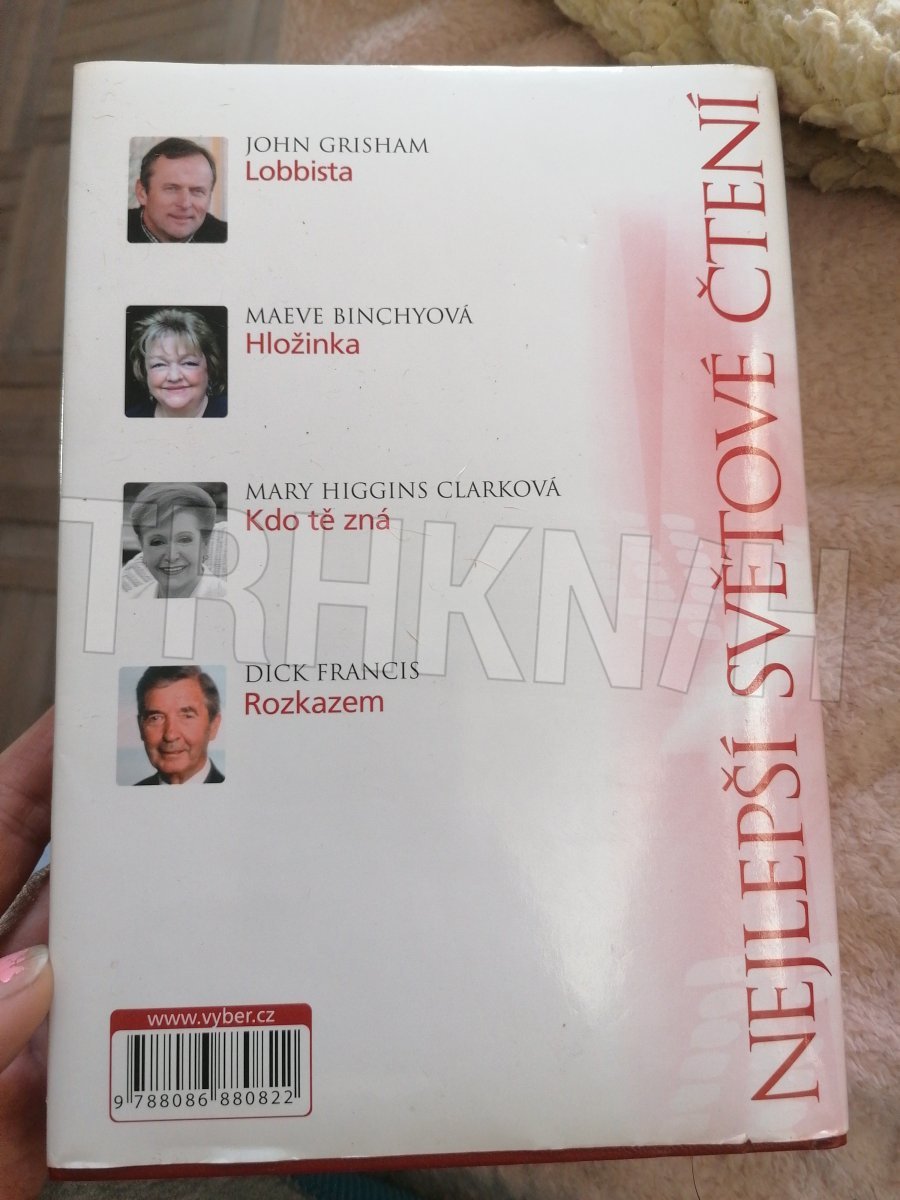 JOHN GRISHAM
Lobbista
MAEVE BINCHYOVÁ
Hložinka
MARY HIGGINS CLARKOVÁ
Kdo tě zná
DICK FRANCIS
Rozkazem
NEJLEPŠÍ SVĚTOVÉ ČTENÍ
TRHKNIH
www.vyber.cz
9 788086 880822